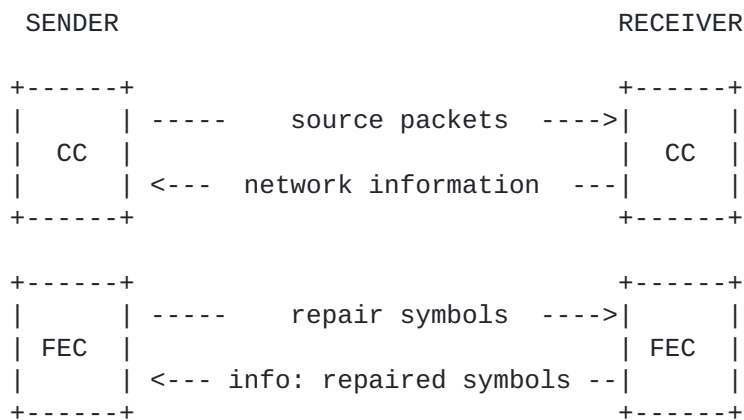 SENDER                                RECEIVER
+------+                               +------+
|      | -----    source packets  ---->|      |
|  CC  |                               |  CC  |
|      | <---  network information  ---|      |
+------+                               +------+
+------+                               +------+
|      | -----    repair symbols  ---->|      |
| FEC  |                               | FEC  |
|      | <--- info: repaired symbols --|      |
+------+                               +------+